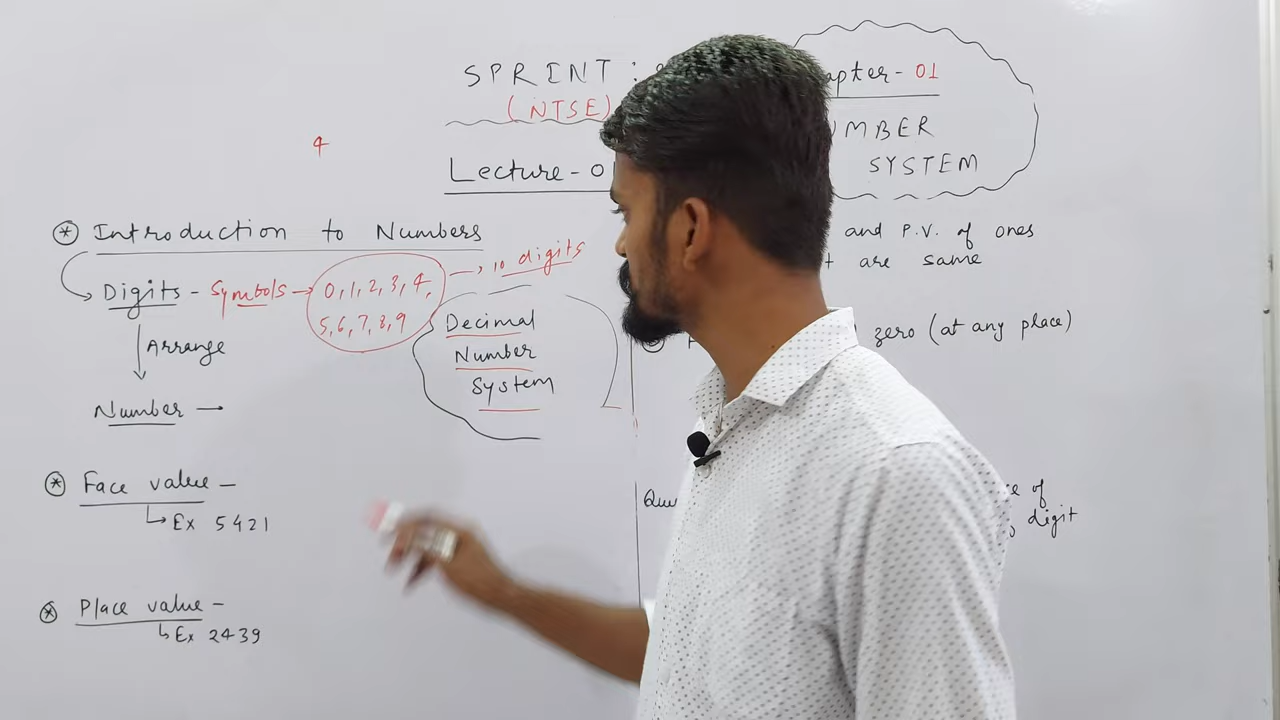 SPRINT :
(NTSE)
Lecture - 0
apter - 01
MBER
SYSTEM
4
* Introduction to Numbers
Digits - Symbols → 0, 1, 2, 3, 4,
5, 6, 7, 8, 9
→ 10 digits
Arrange
Number →
Decimal
Number
System
* Face value -
Ex 5421
* Place value -
Ex 2439
and P.V. of ones
are same
zero (at any place)
of
digit